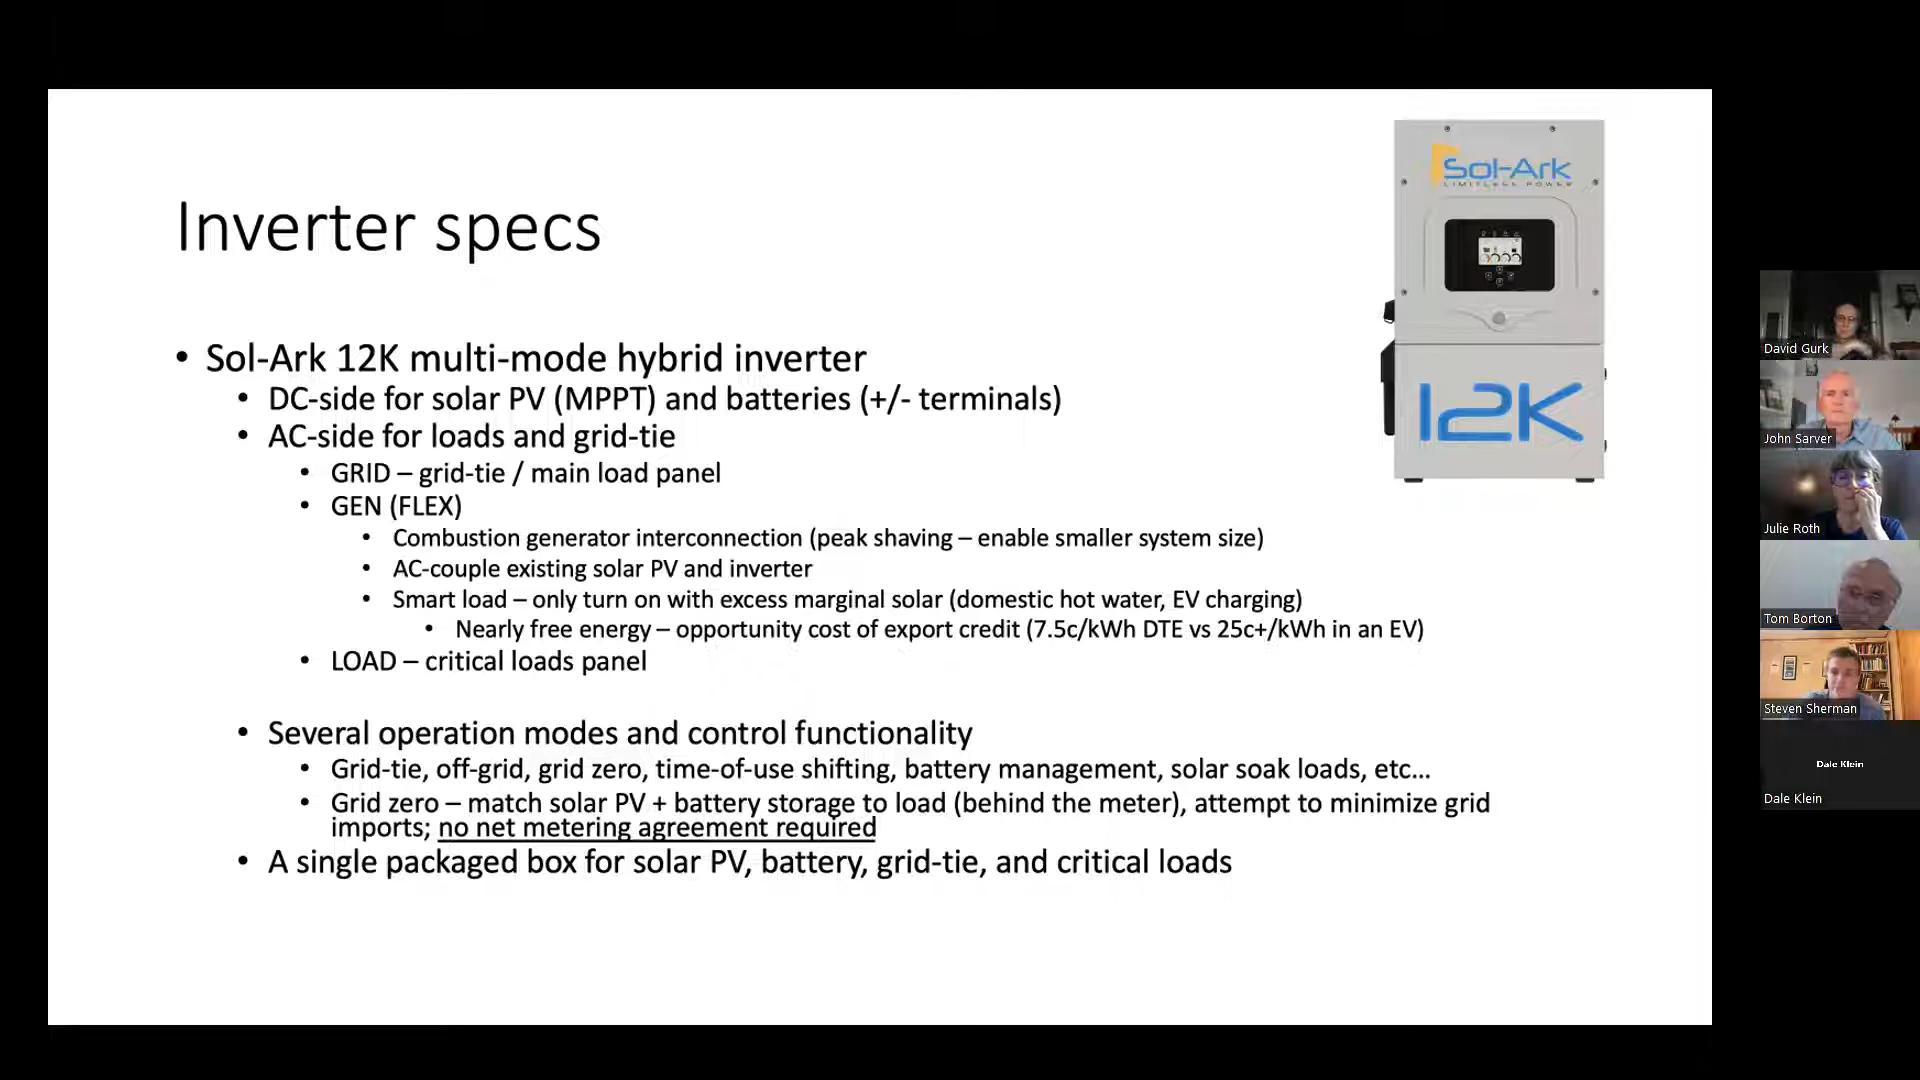 Inverter specs
Sol-Ark
LIMITLESS POWER
12K
• Sol-Ark 12K multi-mode hybrid inverter
• DC-side for solar PV (MPPT) and batteries (+/- terminals)
• AC-side for loads and grid-tie
• GRID – grid-tie / main load panel
• GEN (FLEX)
• Combustion generator interconnection (peak shaving – enable smaller system size)
• AC-couple existing solar PV and inverter
• Smart load – only turn on with excess marginal solar (domestic hot water, EV charging)
• Nearly free energy – opportunity cost of export credit (7.5c/kWh DTE vs 25c+/kWh in an EV)
• LOAD – critical loads panel
• Several operation modes and control functionality
• Grid-tie, off-grid, grid zero, time-of-use shifting, battery management, solar soak loads, etc...
• Grid zero – match solar PV + battery storage to load (behind the meter), attempt to minimize grid
imports; no net metering agreement required
• A single packaged box for solar PV, battery, grid-tie, and critical loads
David Gurk
John Sarver
Julie Roth
Tom Borton
Steven Sherman
Dale Klein
Dale Klein